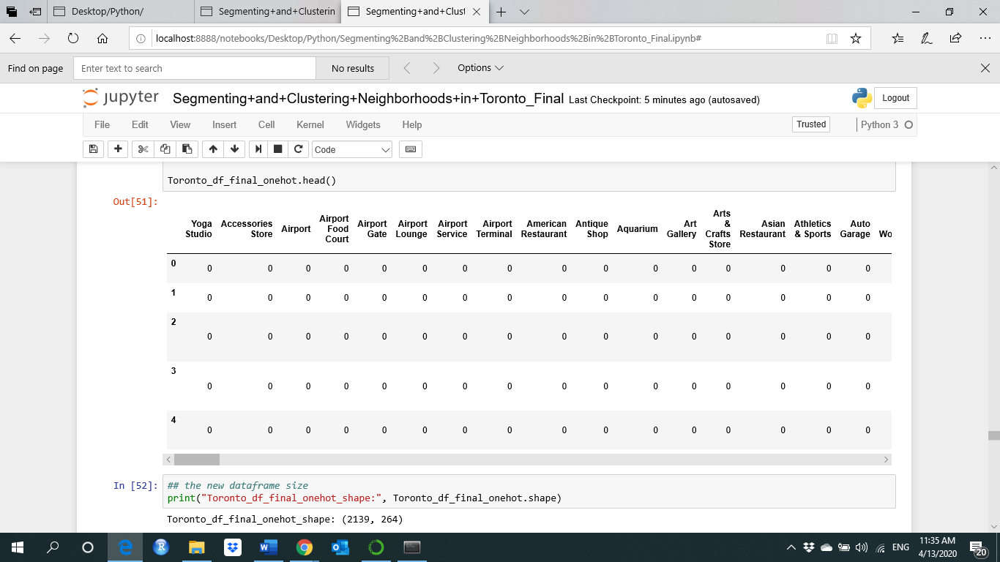 Desktop/Python/ Segmenting+and+Clusterin Segmenting+and+Clust
localhost:8888/notebooks/Desktop/Python/Segmenting%2Band%2BClustering%2BNeighborhoods%2Bin%2BToronto_Final.ipynb#
Find on page Enter text to search No results Options
jupyter Segmenting+and+Clustering+Neighborhoods+in+Toronto_Final Last Checkpoint: 5 minutes ago (autosaved) Logout
File Edit View Insert Cell Kernel Widgets Help Trusted Python 3
Code
Toronto_df_final_onehot.head()
Out[51]:
Yoga Studio Accessories Store Airport Airport Food Court Airport Gate Airport Lounge Airport Service Airport Terminal American Restaurant Antique Shop Aquarium Art Gallery Arts & Crafts Store Asian Restaurant Athletics & Sports Auto Garage Wo
0 0 0 0 0 0 0 0 0 0 0 0 0 0 0 0 0
1 0 0 0 0 0 0 0 0 0 0 0 0 0 0 0 0
2 0 0 0 0 0 0 0 0 0 0 0 0 0 0 0 0
3 0 0 0 0 0 0 0 0 0 0 0 0 0 0 0 0
4 0 0 0 0 0 0 0 0 0 0 0 0 0 0 0 0
In [52]: ## the new dataframe size
print("Toronto_df_final_onehot_shape:", Toronto_df_final_onehot.shape)
Toronto_df_final_onehot_shape: (2139, 264)
ENG 11:35 AM
4/13/2020 20